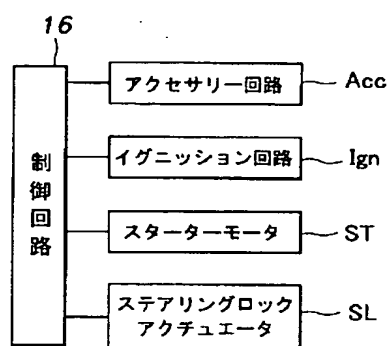 16
制御回路
アクセサリー回路
Acc
イグニッション回路
Ign
スターターモータ
ST
ステアリングロック
アクチュエータ
SL